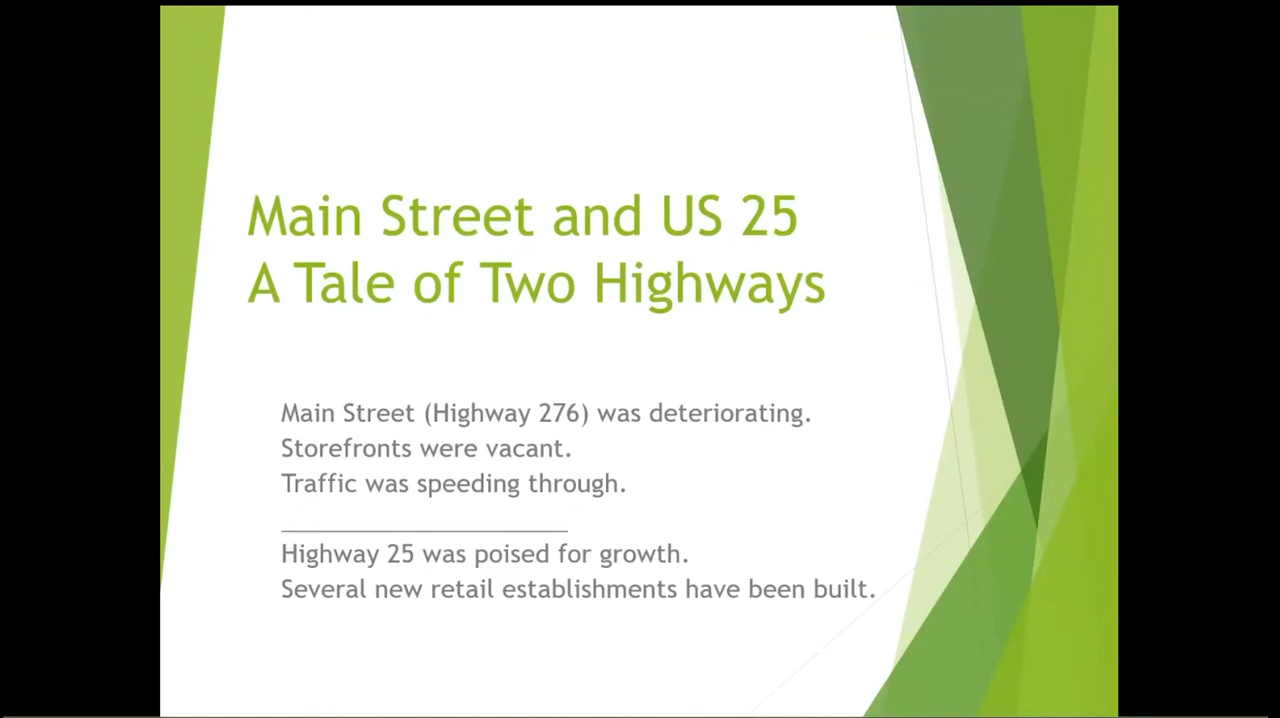 Main Street and US 25
A Tale of Two Highways
Main Street (Highway 276) was deteriorating.
Storefronts were vacant.
Traffic was speeding through.
______________________
Highway 25 was poised for growth.
Several new retail establishments have been built.